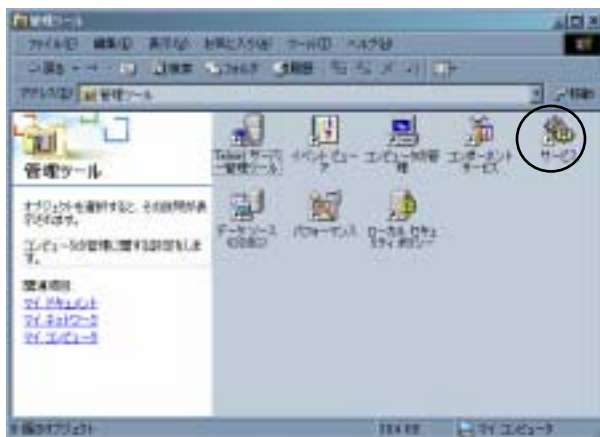 管理ツール
ファイル(F) 編集(E) 表示(V) お気に入り(A) ツール(T) ヘルプ(H)
戻る 検索 フォルダ 履歴
アドレス(D) 管理ツール 移動
管理ツール
オブジェクトを選択すると、その説明が表示されます。
コンピュータの管理に関する設定をします。
関連項目
マイ ドキュメント
マイ ネットワーク
マイ コンピュータ
Telnet サーバー管理ツール
イベント ビューア
コンピュータの管理
コンポーネント サービス
サービス
データ ソース (ODBC)
パフォーマンス
ローカル セキュリティ ポリシー
個のオブジェクト
マイ コンピュータ